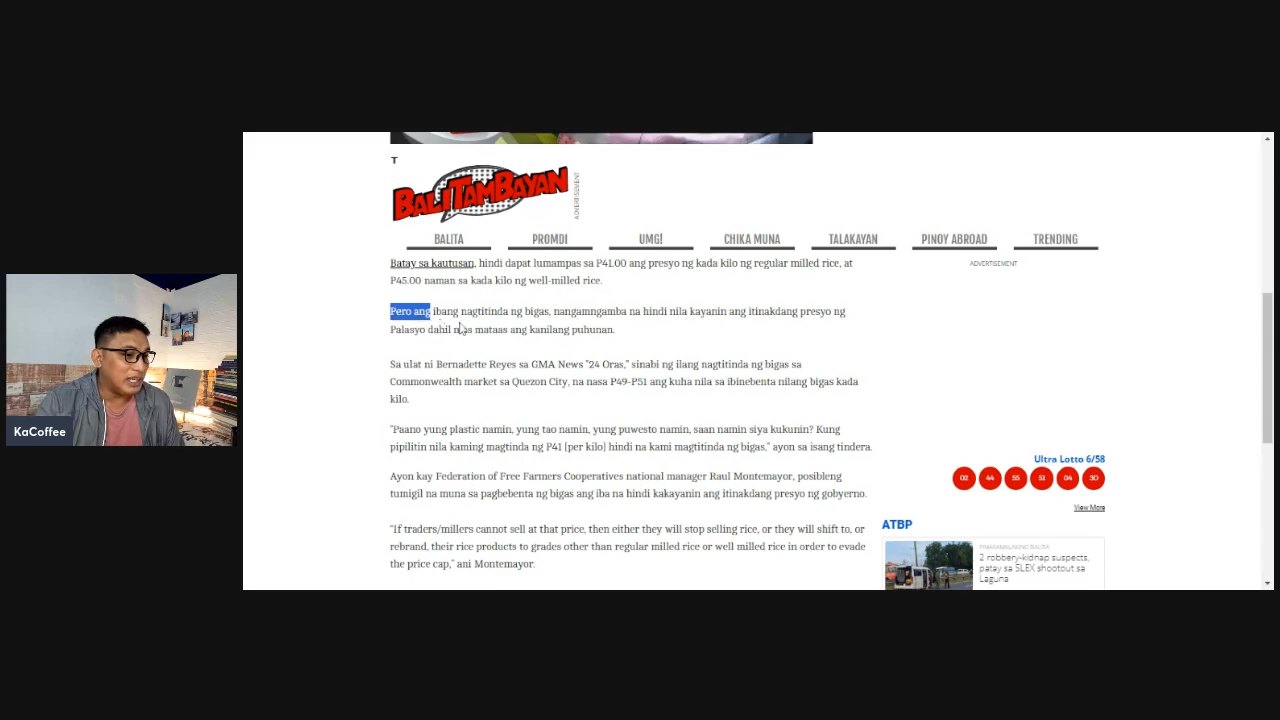 T
BALITAMBAYAN
ADVERTISEMENT
BALITA
PROMDI
UMG!
CHIKA MUNA
TALAKAYAN
PINOY ABROAD
TRENDING
Batay sa kautusan, hindi dapat lumampas sa P41.00 ang presyo ng kada kilo ng regular milled rice, at
P45.00 naman sa kada kilo ng well-milled rice.
Pero ang ibang nagtitinda ng bigas, nangamngamba na hindi nila kayanin ang itinakdang presyo ng
Palasyo dahil mas mataas ang kanilang puhunan.
Sa ulat ni Bernadette Reyes sa GMA News "24 Oras," sinabi ng ilang nagtitinda ng bigas sa
Commonwealth market sa Quezon City, na nasa P49-P51 ang kuha nila sa ibinebenta nilang bigas kada
kilo.
"Paano yung plastic namin, yung tao namin, yung puwesto namin, saan namin siya kukunin? Kung
pipilitin nila kaming magtinda ng P41 [per kilo] hindi na kami magtitinda ng bigas," ayon sa isang tindera.
Ayon kay Federation of Free Farmers Cooperatives national manager Raul Montemayor, posibleng
tumigil na muna sa pagbebenta ng bigas ang iba na hindi kakayanin ang itinakdang presyo ng gobyerno.
"If traders/millers cannot sell at that price, then either they will stop selling rice, or they will shift to, or
rebrand, their rice products to grades other than regular milled rice or well milled rice in order to evade
the price cap," ani Montemayor.
ADVERTISEMENT
Ultra Lotto 6/58
02 44 55 51 04 30
View More
ATBP
PINAKAMALAKING BALITA
2 robbery-kidnap suspects,
patay sa SLEX shootout sa
Laguna
KaCoffee